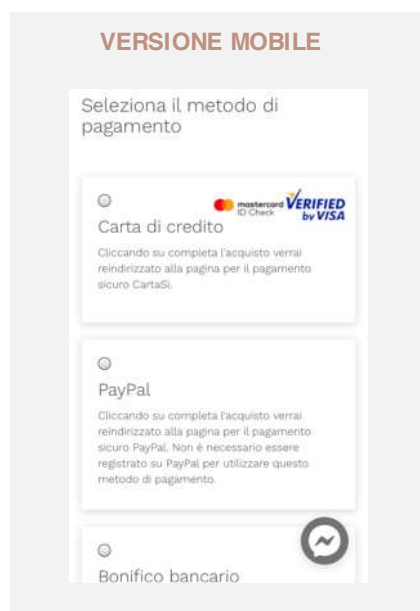 VERSIONE MOBILE
Seleziona il metodo di
pagamento
mastercard
ID Check
VERIFIED
by VISA
Carta di credito
Cliccando su completa l'acquisto verrai
reindirizzato alla pagina per il pagamento
sicuro CartaSi.
PayPal
Cliccando su completa l'acquisto verrai
reindirizzato alla pagina per il pagamento
sicuro PayPal. Non è necessario essere
registrato su PayPal per utilizzare questo
metodo di pagamento.
Bonifico bancario